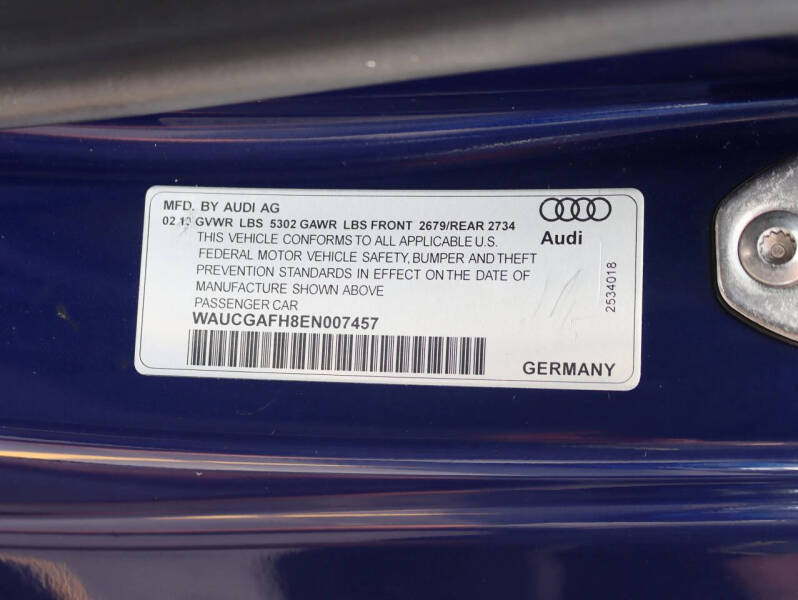 MFD. BY AUDI AG
02.13 GVWR LBS 5302 GAWR LBS FRONT 2679/REAR 2734
THIS VEHICLE CONFORMS TO ALL APPLICABLE U.S.
FEDERAL MOTOR VEHICLE SAFETY, BUMPER AND THEFT
PREVENTION STANDARDS IN EFFECT ON THE DATE OF
MANUFACTURE SHOWN ABOVE
PASSENGER CAR
WAUCGAFH8EN007457
Audi
2534018
GERMANY